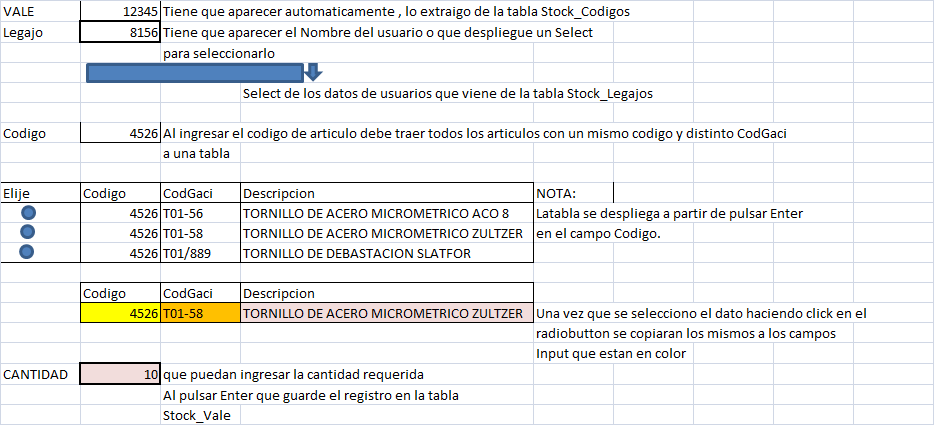 VALE 12345 Tiene que aparecer automaticamente , lo extraigo de la tabla Stock_Codigos
Legajo 8156 Tiene que aparecer el Nombre del usuario o que despliegue un Select
para seleccionarlo
Select de los datos de usuarios que viene de la tabla Stock_Legajos
Codigo 4526 Al ingresar el codigo de articulo debe traer todos los articulos con un mismo codigo y distinto CodGaci
a una tabla
Elije Codigo CodGaci Descripcion NOTA:
4526 T01-56 TORNILLO DE ACERO MICROMETRICO ACO 8 Latabla se despliega a partir de pulsar Enter
4526 T01-58 TORNILLO DE ACERO MICROMETRICO ZULTZER en el campo Codigo.
4526 T01/889 TORNILLO DE DEBASTACION SLATFOR
Codigo CodGaci Descripcion
4526 T01-58 TORNILLO DE ACERO MICROMETRICO ZULTZER Una vez que se selecciono el dato haciendo click en el
radiobutton se copiaran los mismos a los campos
Input que estan en color
CANTIDAD 10 que puedan ingresar la cantidad requerida
Al pulsar Enter que guarde el registro en la tabla
Stock_Vale